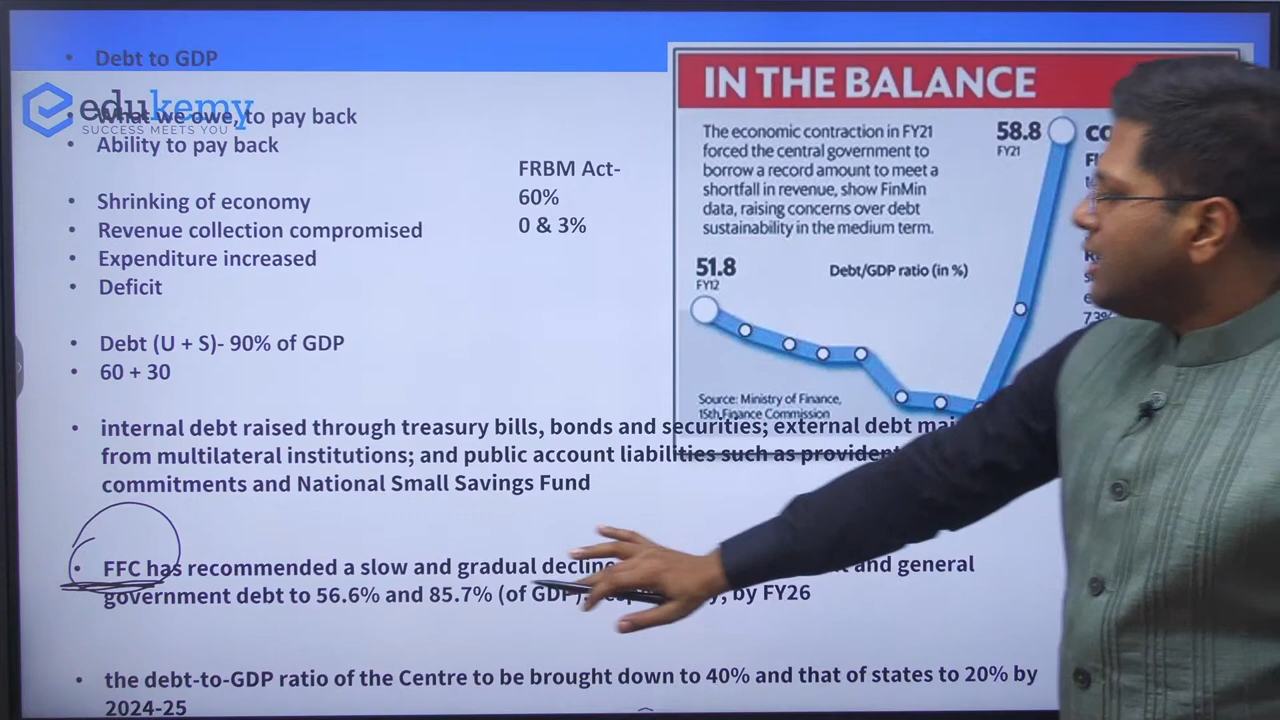 • Debt to GDP
edukemy
SUCCESS MEETS YOU
• What we owe, to pay back
• Ability to pay back
• Shrinking of economy
• Revenue collection compromised
• Expenditure increased
• Deficit
• Debt (U + S)- 90% of GDP
• 60 + 30
FRBM Act-
60%
0 & 3%
IN THE BALANCE
The economic contraction in FY21
forced the central government to
borrow a record amount to meet a
shortfall in revenue, show FinMin
data, raising concerns over debt
sustainability in the medium term.
58.8
FY21
51.8
FY12
Debt/GDP ratio (in %)
Source: Ministry of Finance,
15th Finance Commission
• internal debt raised through treasury bills, bonds and securities; external debt
from multilateral institutions; and public account liabilities such as
commitments and National Small Savings Fund
• FFC has recommended a slow and gradual decline and general
government debt to 56.6% and 85.7% (of GDP), by FY26
• the debt-to-GDP ratio of the Centre to be brought down to 40% and that of states to 20% by
2024-25